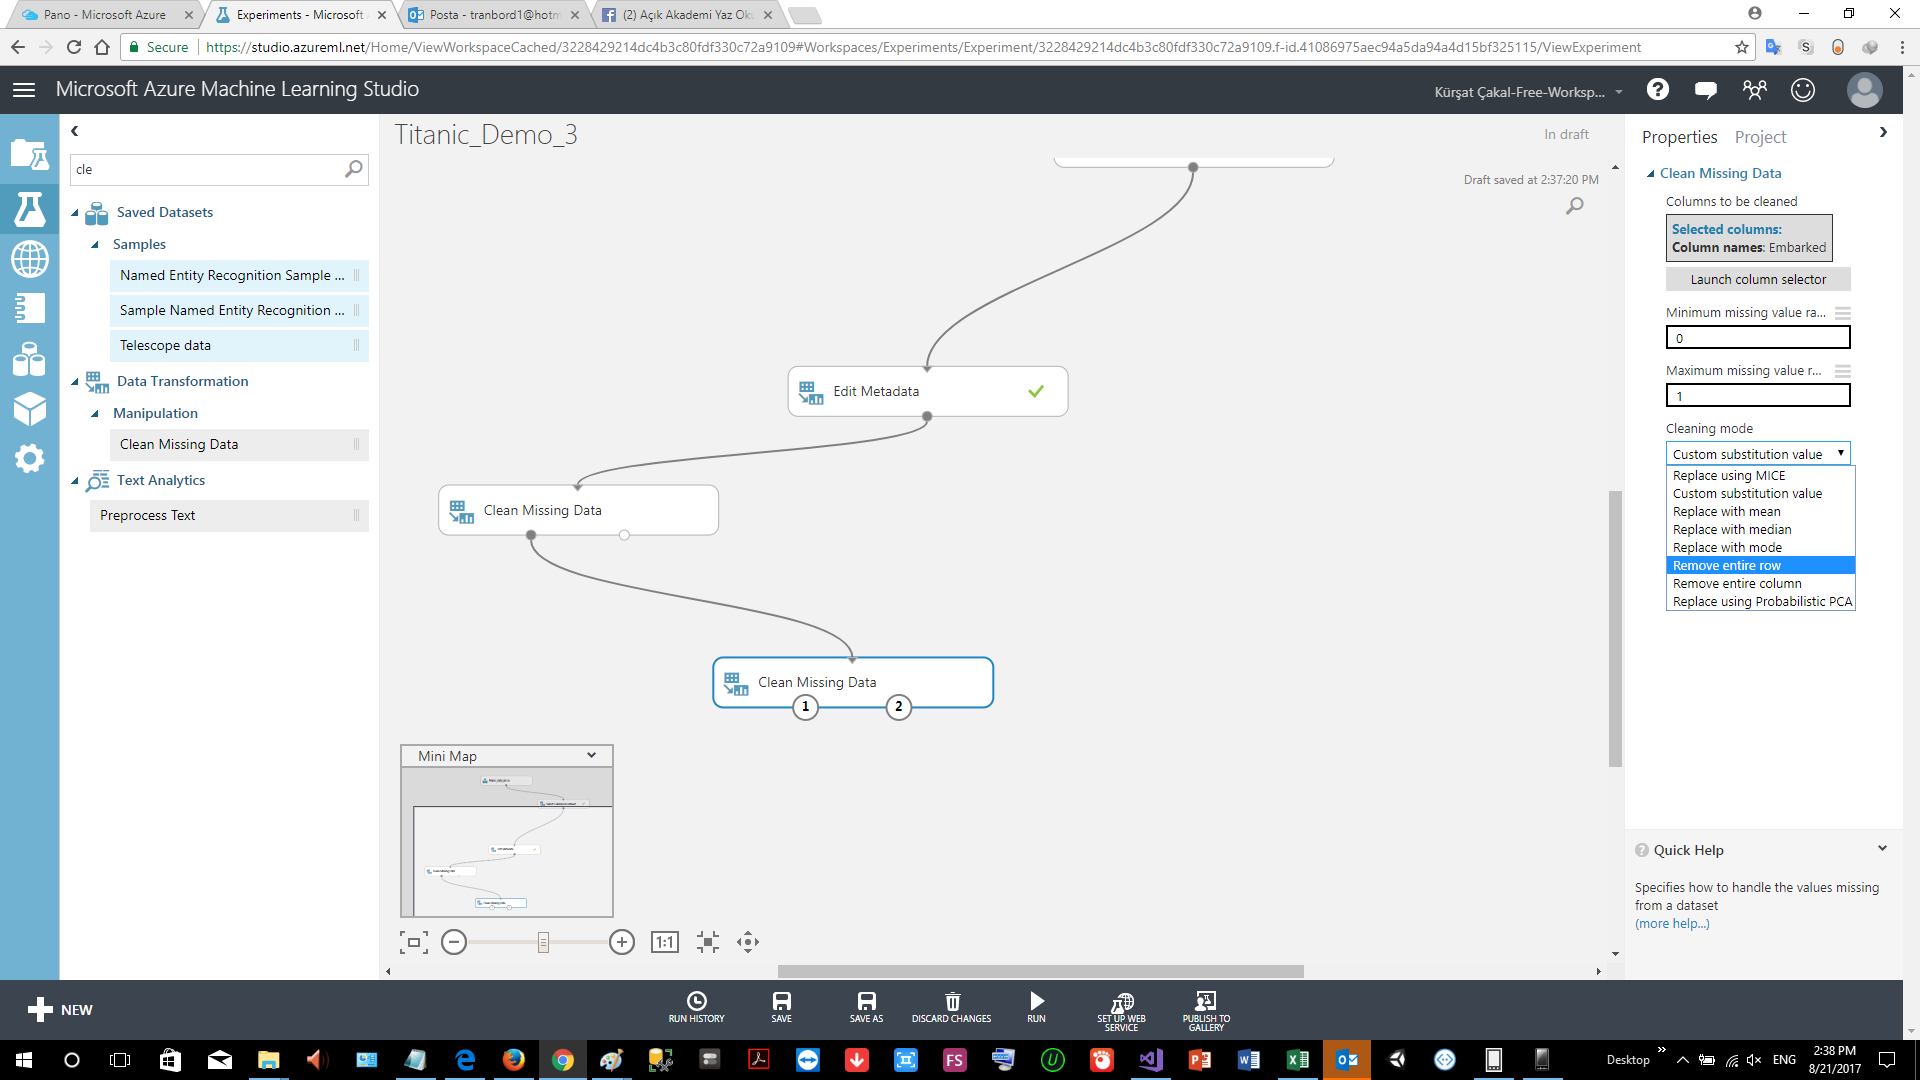 Pano - Microsoft Azure
Experiments - Microsoft
Posta - tranbord1@hotm
(2) Açık Akademi Yaz Oku
Secure
https://studio.azureml.net/Home/ViewWorkspaceCached/3228429214dc4b3c80fdf330c72a9109#Workspaces/Experiments/Experiment/3228429214dc4b3c80fdf330c72a9109.f-id.41086975aec94a5da94a4d15bf325115/ViewExperiment
Microsoft Azure Machine Learning Studio
Kürşat Çakal-Free-Worksp...
cle
Saved Datasets
Samples
Named Entity Recognition Sample ...
Sample Named Entity Recognition ...
Telescope data
Data Transformation
Manipulation
Clean Missing Data
Text Analytics
Preprocess Text
Titanic_Demo_3
In draft
Draft saved at 2:37:20 PM
Edit Metadata
Clean Missing Data
Clean Missing Data
1
2
Mini Map
1:1
Properties
Project
Clean Missing Data
Columns to be cleaned
Selected columns:
Column names: Embarked
Launch column selector
Minimum missing value ra...
0
Maximum missing value r...
1
Cleaning mode
Custom substitution value
Replace using MICE
Custom substitution value
Replace with mean
Replace with median
Replace with mode
Remove entire row
Remove entire column
Replace using Probabilistic PCA
Quick Help
Specifies how to handle the values missing
from a dataset
(more help...)
NEW
RUN HISTORY
SAVE
SAVE AS
DISCARD CHANGES
RUN
SET UP WEB
SERVICE
PUBLISH TO
GALLERY
Desktop
ENG
2:38 PM
8/21/2017